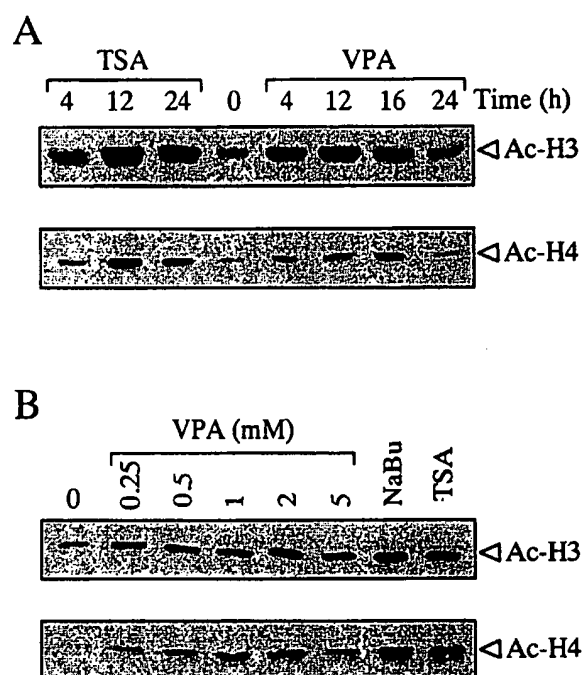 A
TSA VPA
4 12 24 0 4 12 16 24 Time (h)
Ac-H3
Ac-H4
B
VPA (mM)
0 0.25 0.5 1 2 5 NaBu TSA
Ac-H3
Ac-H4